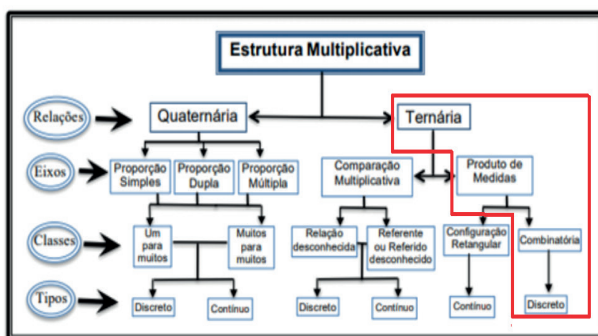 Estrutura Multiplicativa
Relações
Quaternária
Ternária
Eixos
Proporção
Simples
Proporção
Dupla
Proporção
Múltipla
Comparação
Multiplicativa
Produto de
Medidas
Classes
Um
para
muitos
Muitos
para
muitos
Relação
desconhecida
Referente
ou Referido
desconhecido
Configuração
Retangular
Combinatória
Tipos
Discreto
Contínuo
Discreto
Contínuo
Contínuo
Discreto